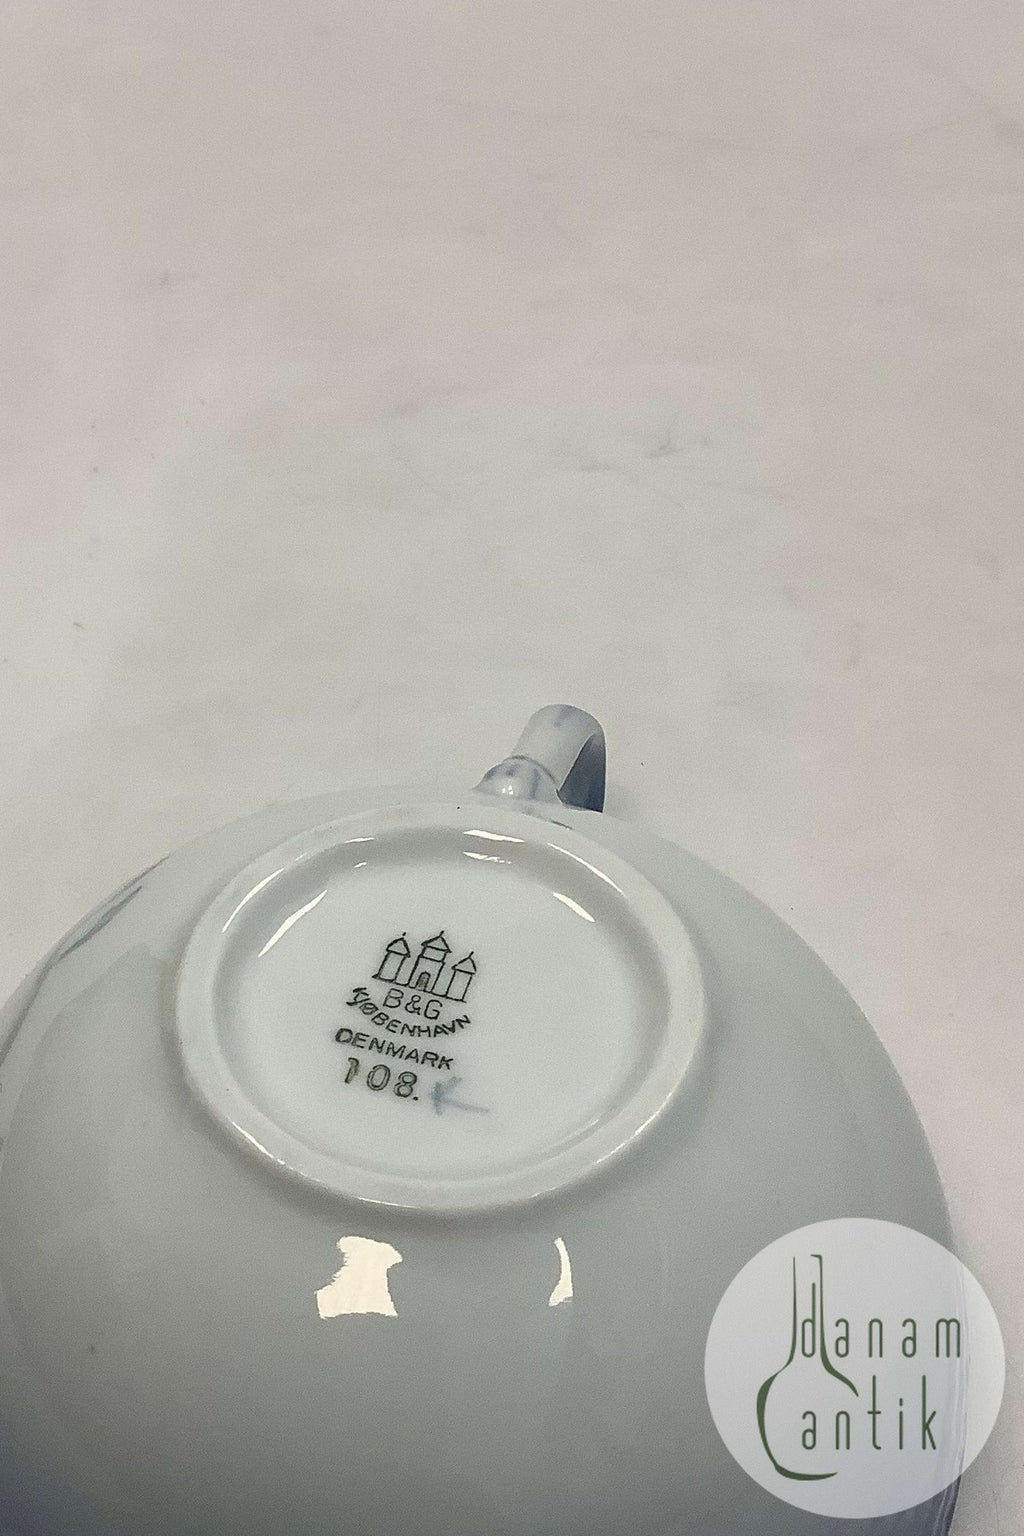 B&G
KJØBENHAVN
DENMARK
108. K
danam
antik